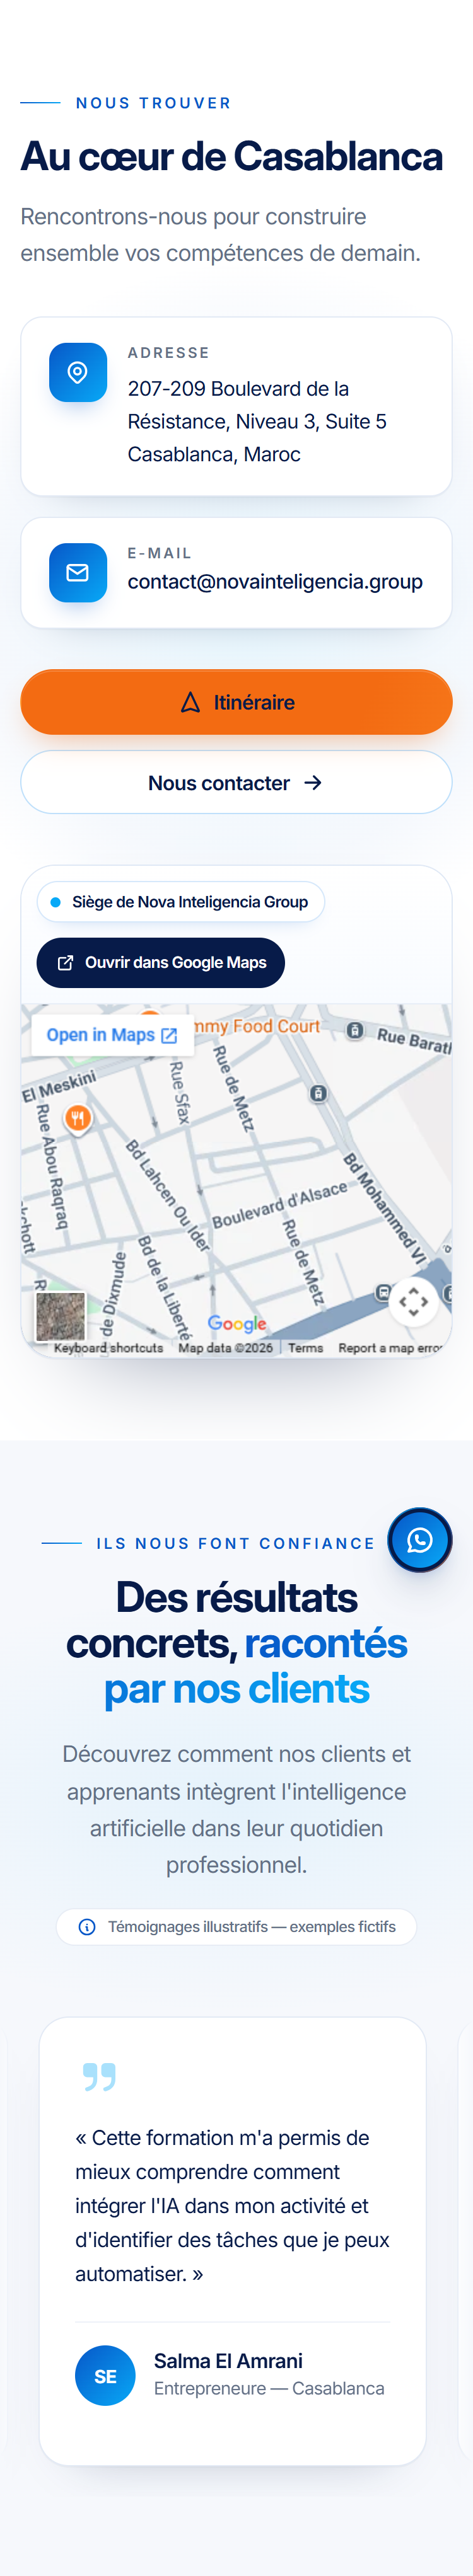 NOUS TROUVER
Au cœur de Casablanca
Rencontrons-nous pour construire
ensemble vos compétences de demain.
ADRESSE
207-209 Boulevard de la
Résistance, Niveau 3, Suite 5
Casablanca, Maroc
E-MAIL
contact@novainteligencia.group
Itinéraire
Nous contacter
Siège de Nova Inteligencia Group
Ouvrir dans Google Maps
Open in Maps
Food Court
Rue
El Meskini
Rue Sfax
Rue de Metz
Rue Abou Raqraq
Bd Lahcen Ou Ider
Bd Mohammed VI
Boulevard d'Alsace
Rue de Metz
Bd de la Liberté
de Dixmude
Google
Keyboard shortcuts
Map data ©2026
Terms
Report a map error
ILS NOUS FONT CONFIANCE
Des résultats
concrets, racontés
par nos clients
Découvrez comment nos clients et
apprenants intègrent l'intelligence
artificielle dans leur quotidien
professionnel.
Témoignages illustratifs — exemples fictifs
« Cette formation m'a permis de
mieux comprendre comment
intégrer l'IA dans mon activité et
d'identifier des tâches que je peux
automatiser. »
SE
Salma El Amrani
Entrepreneure — Casablanca